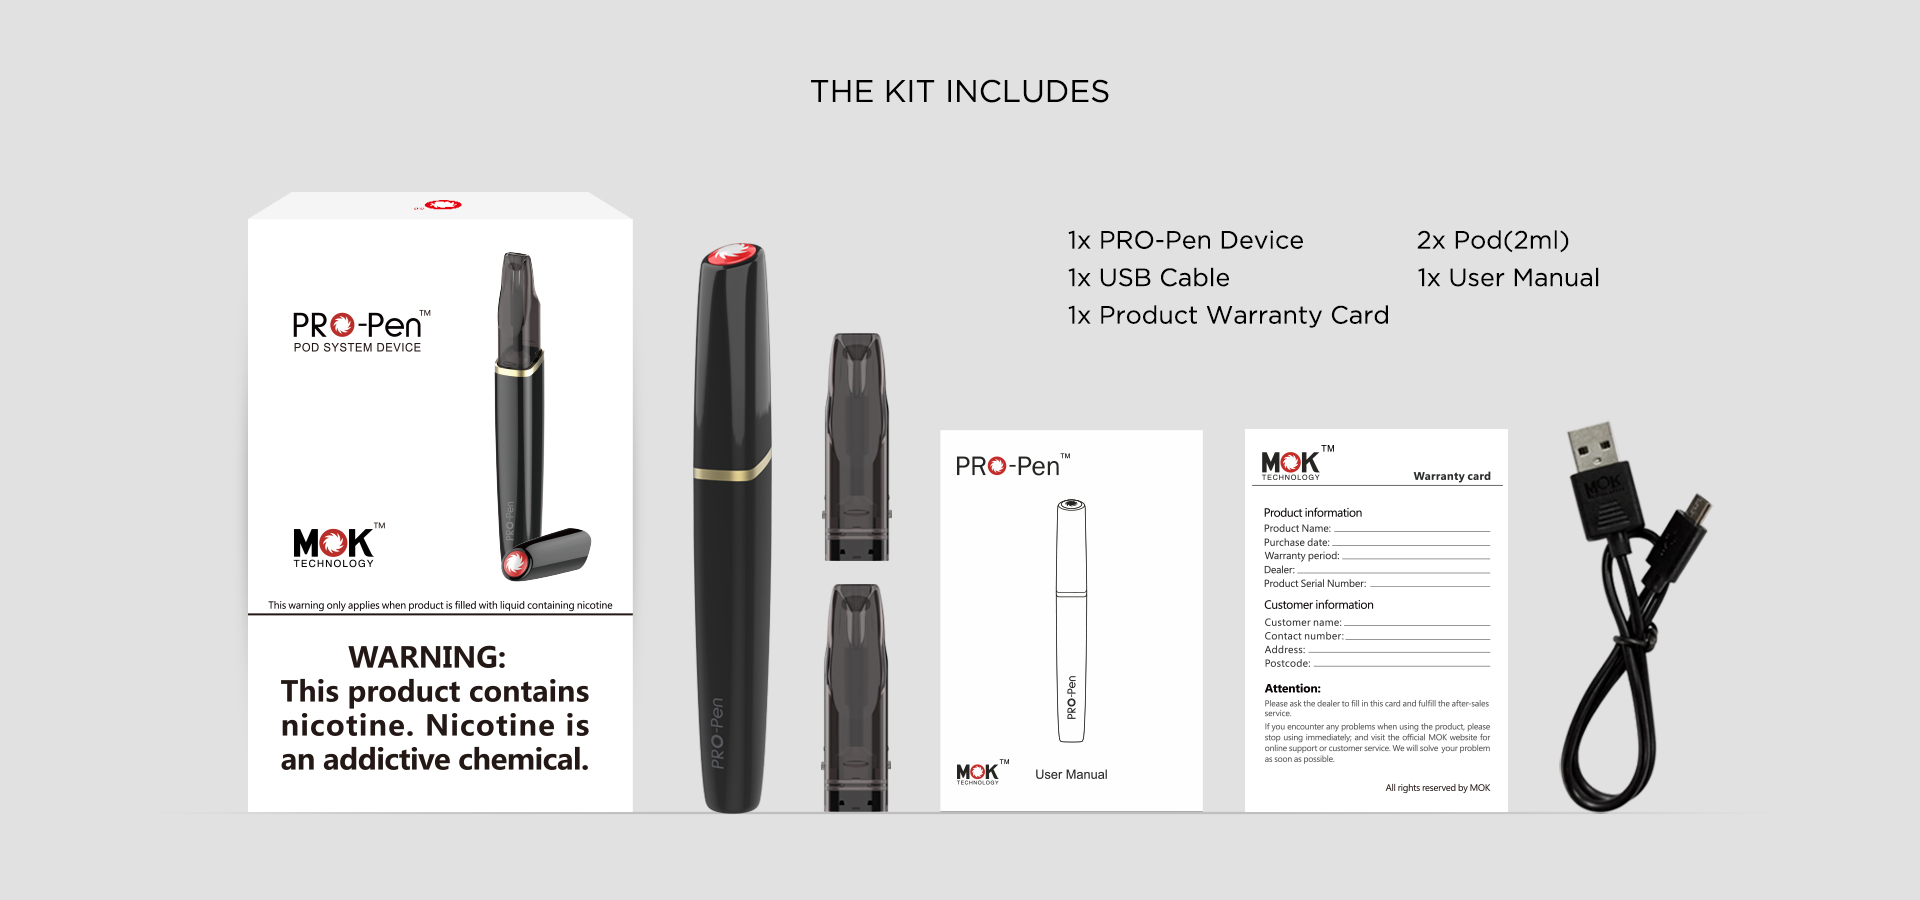 THE KIT INCLUDES
1x PRO-Pen Device
2x Pod(2ml)
1x USB Cable
1x User Manual
1x Product Warranty Card
PRO-Pen™
POD SYSTEM DEVICE
PRO-Pen
MOK™
TECHNOLOGY
This warning only applies when product is filled with liquid containing nicotine
WARNING:
This product contains
nicotine. Nicotine is
an addictive chemical.
PRO-Pen
PRO-Pen™
PRO-Pen
MOK™
TECHNOLOGY
User Manual
MOK™
TECHNOLOGY
Warranty card
Product information
Product Name:
Purchase date:
Warranty period:
Dealer:
Product Serial Number:
Customer information
Customer name:
Contact number:
Address:
Postcode:
Attention:
Please ask the dealer to fill in this card and fulfill the after-sales
service.
If you encounter any problems when using the product, please
stop using immediately; and visit the official MOK website for
online support or customer service. We will solve your problem
as soon as possible.
All rights reserved by MOK
MOK